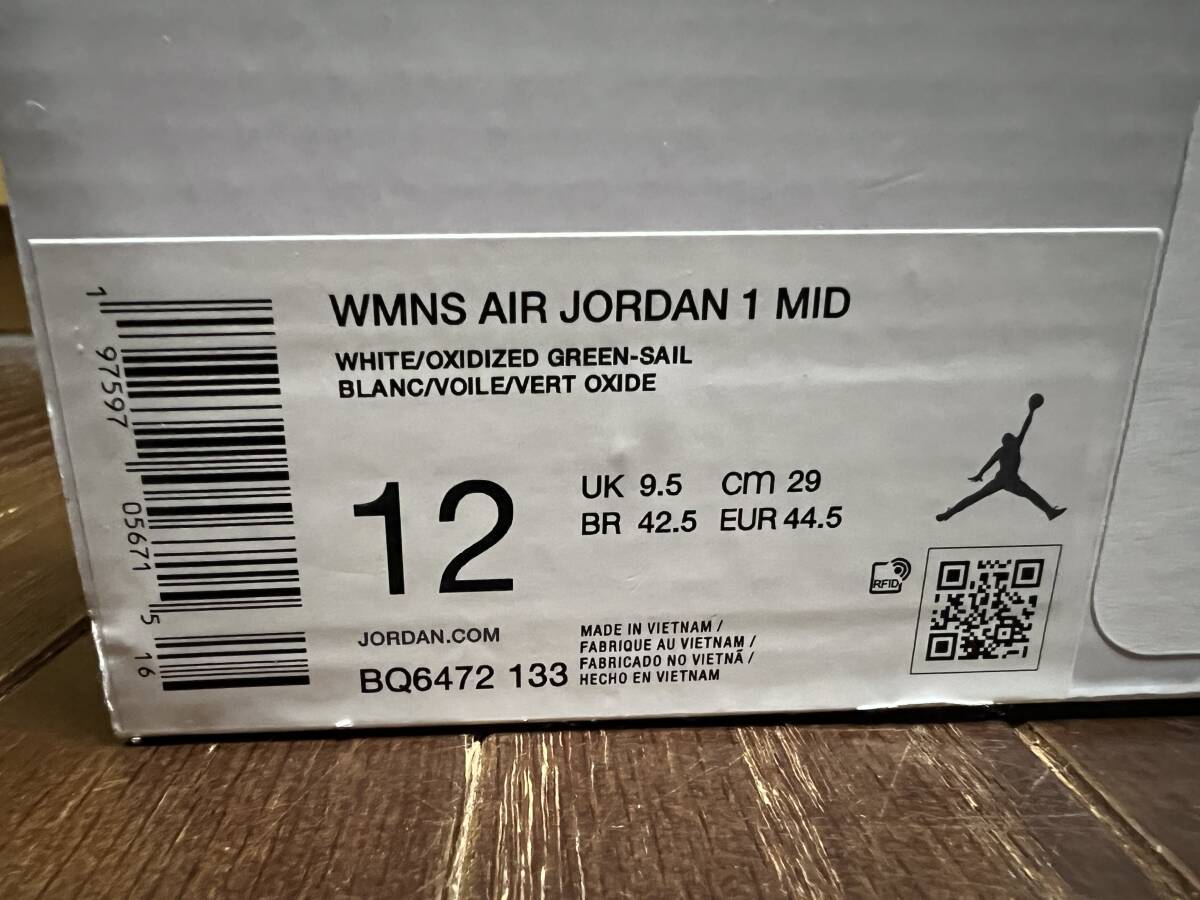 WMNS AIR JORDAN 1 MID
WHITE/OXIDIZED GREEN-SAIL
BLANC/VOILE/VERT OXIDE
12
UK 9.5 cm 29
BR 42.5 EUR 44.5
RFID
JORDAN.COM
BQ6472 133
MADE IN VIETNAM /
FABRIQUE AU VIETNAM /
FABRICADO NO VIETNÃ /
HECHO EN VIETNAM
1 97597 05671 5 16